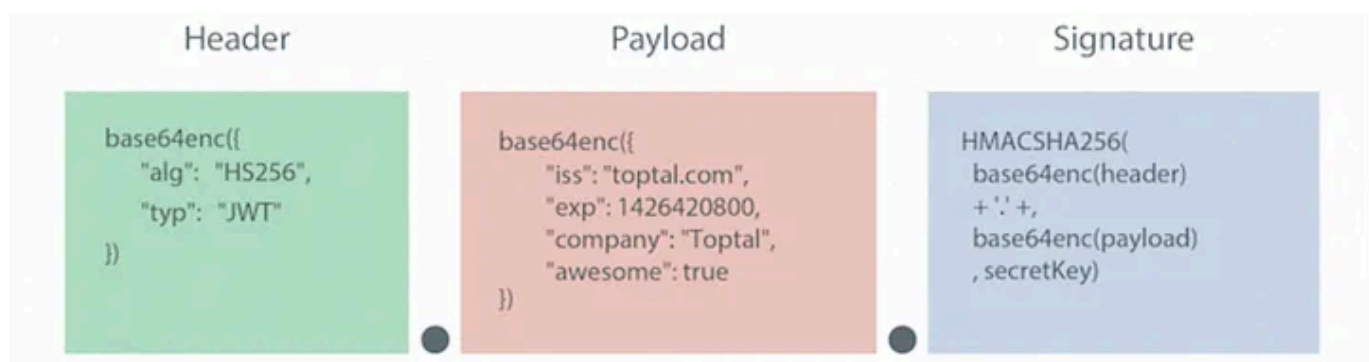 Header
base64enc({
"alg": "HS256",
"typ": "JWT"
})
Payload
base64enc({
"iss": "toptal.com",
"exp": 1426420800,
"company": "Toptal",
"awesome": true
})
Signature
HMACSHA256(
base64enc(header)
+ '.' +,
base64enc(payload)
, secretKey)